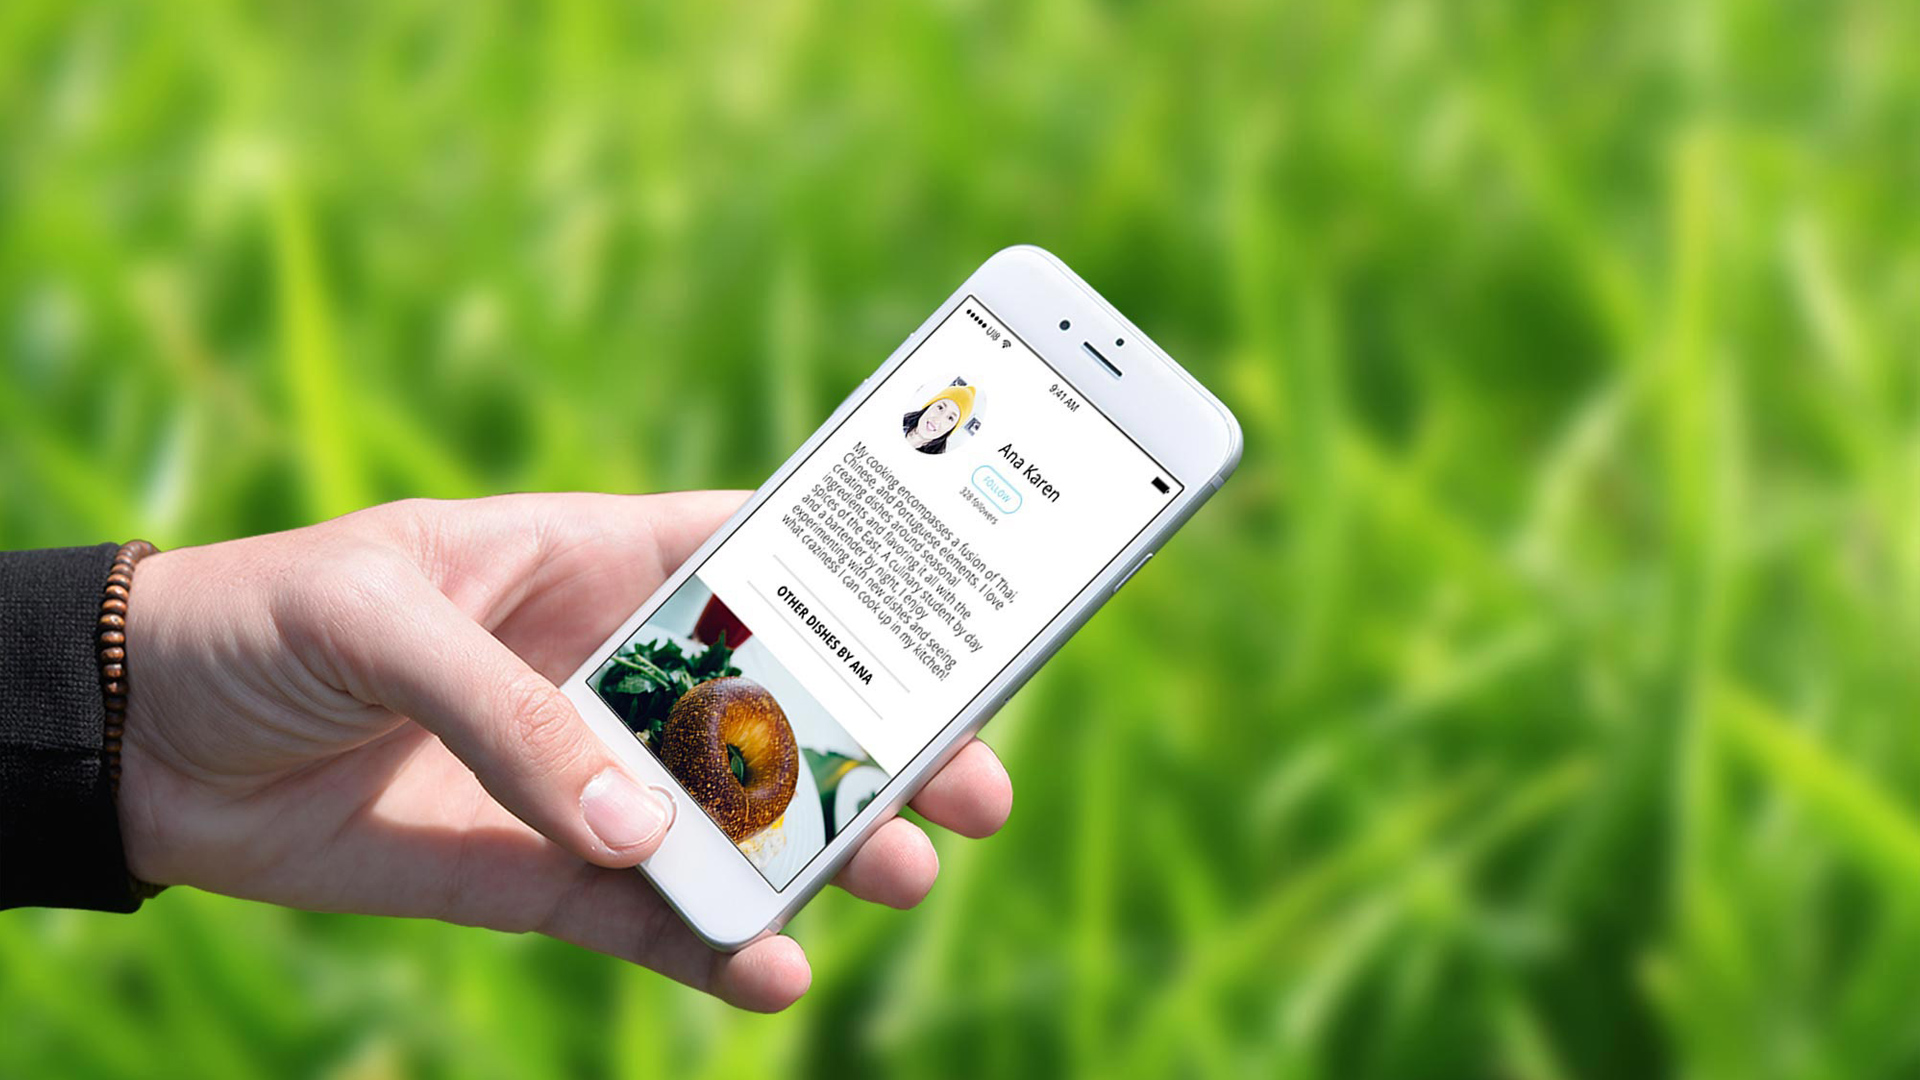 UI8
9:41 AM
Ana Karen
FOLLOW
328 followers
My cooking encompasses a fusion of Thai,
Chinese, and Portuguese elements. I love
creating dishes around seasonal
ingredients and flavoring it all with the
spices of the East. A culinary student by day
and a bartender by night, I enjoy
experimenting with new dishes and seeing
what craziness I can cook up in my kitchen!
OTHER DISHES BY ANA